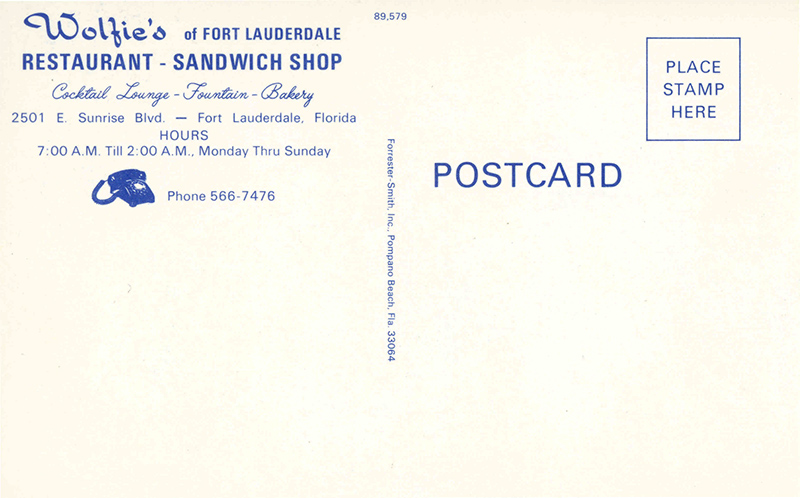 Wolfie's of FORT LAUDERDALE
RESTAURANT - SANDWICH SHOP
Cocktail Lounge - Fountain - Bakery
2501 E. Sunrise Blvd. — Fort Lauderdale, Florida
HOURS
7:00 A.M. Till 2:00 A.M., Monday Thru Sunday
Phone 566-7476
89,579
Forrester-Smith, Inc., Pompano Beach, Fla. 33064
POSTCARD
PLACE
STAMP
HERE